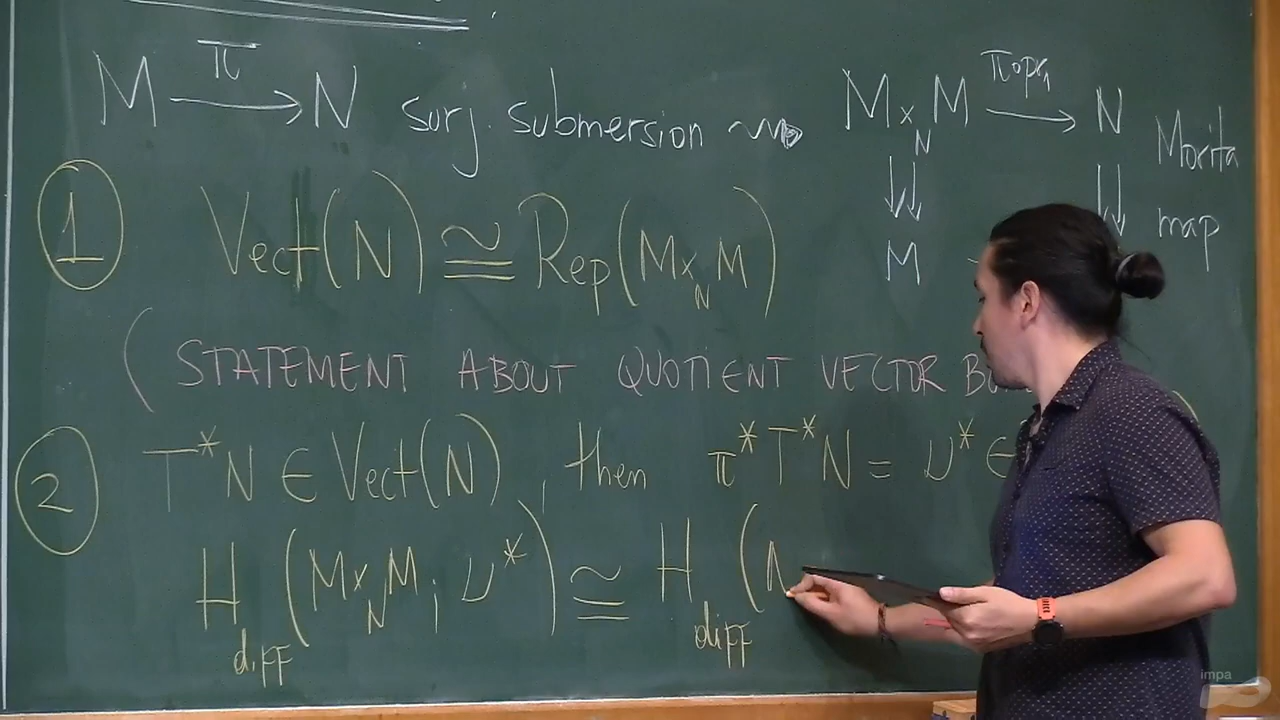 M —π→ N surj. submersion ⇝ M ×_N M —π∘pr₁→ N Morita
⇊ ⇊ map
M
① Vect(N) ≅ Rep(M ×_N M)
( STATEMENT ABOUT QUOTIENT VECTOR
② T*N ∈ Vect(N), then π*T*N = ν* ∈
H_diff (M ×_N M; ν*) ≅ H_diff (
impa